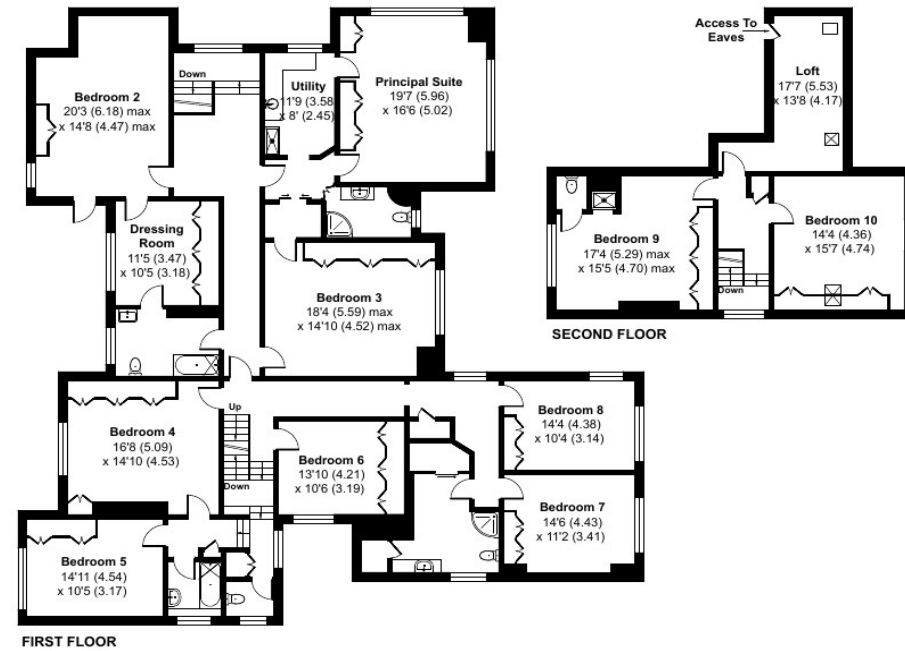 Bedroom 2
20'3 (6.18) max
x 14'8 (4.47) max
Down
Utility
11'9 (3.58)
x 8' (2.45)
Principal Suite
19'7 (5.96)
x 16'6 (5.02)
Dressing
Room
11'5 (3.47)
x 10'5 (3.18)
Bedroom 3
18'4 (5.59) max
x 14'10 (4.52) max
Bedroom 4
16'8 (5.09)
x 14'10 (4.53)
Up
Down
Bedroom 6
13'10 (4.21)
x 10'6 (3.19)
Bedroom 8
14'4 (4.38)
x 10'4 (3.14)
Bedroom 7
14'6 (4.43)
x 11'2 (3.41)
Bedroom 5
14'11 (4.54)
x 10'5 (3.17)
FIRST FLOOR
Access To
Eaves
Loft
17'7 (5.53)
x 13'8 (4.17)
Bedroom 9
17'4 (5.29) max
x 15'5 (4.70) max
Down
Bedroom 10
14'4 (4.36)
x 15'7 (4.74)
SECOND FLOOR